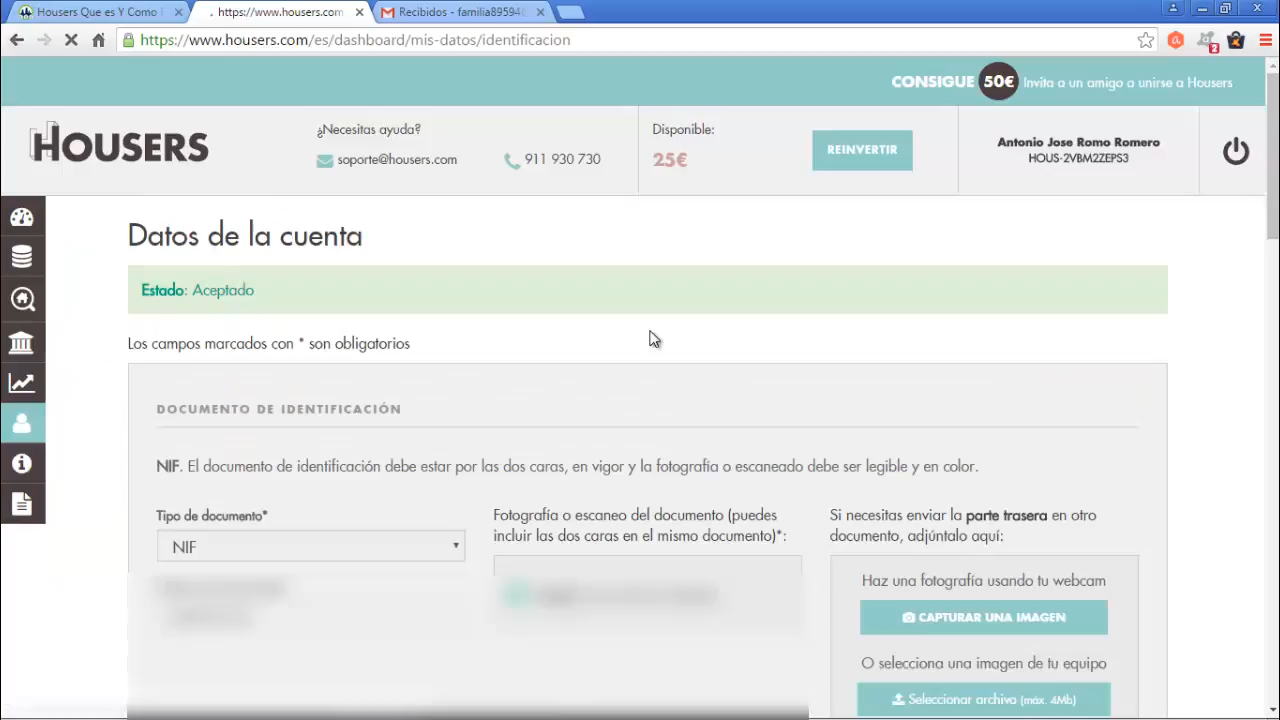 Housers Que es Y Como
https://www.housers.com
Recibidos - familia89594
https://www.housers.com/es/dashboard/mis-datos/identificacion
2
CONSIGUE 50€ Invita a un amigo a unirse a Housers
HOUSERS
¿Necesitas ayuda?
soporte@housers.com
911 930 730
Disponible:
25€
REINVERTIR
Antonio Jose Romo Romero
HOUS-2VBM2ZEPS3
Datos de la cuenta
Estado: Aceptado
Los campos marcados con * son obligatorios
DOCUMENTO DE IDENTIFICACIÓN
NIF. El documento de identificación debe estar por las dos caras, en vigor y la fotografía o escaneado debe ser legible y en color.
Tipo de documento*
NIF
Fotografía o escaneo del documento (puedes
incluir las dos caras en el mismo documento)*:
Si necesitas enviar la parte trasera en otro
documento, adjúntalo aquí:
Haz una fotografía usando tu webcam
CAPTURAR UNA IMAGEN
O selecciona una imagen de tu equipo
Seleccionar archivo (máx. 4Mb)